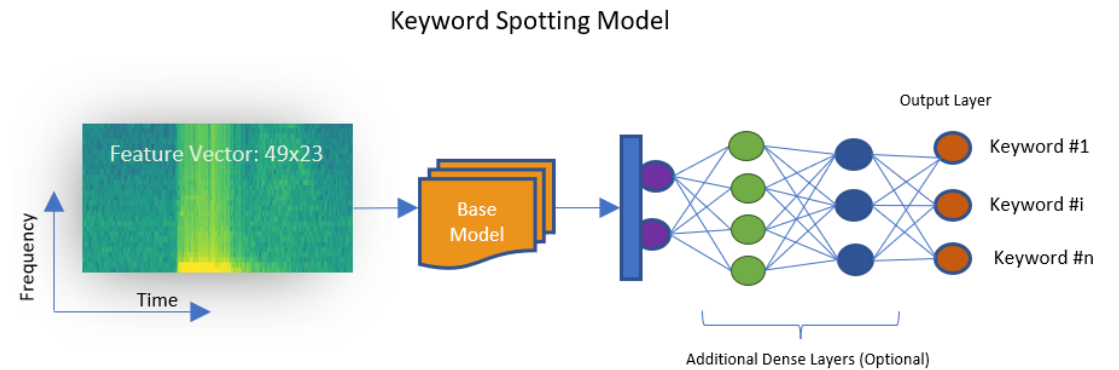 Keyword Spotting Model
Output Layer
Feature Vector: 49x23
Keyword #1
Base
Model
Keyword #i
Frequency
Keyword #n
Time
Additional Dense Layers (Optional)